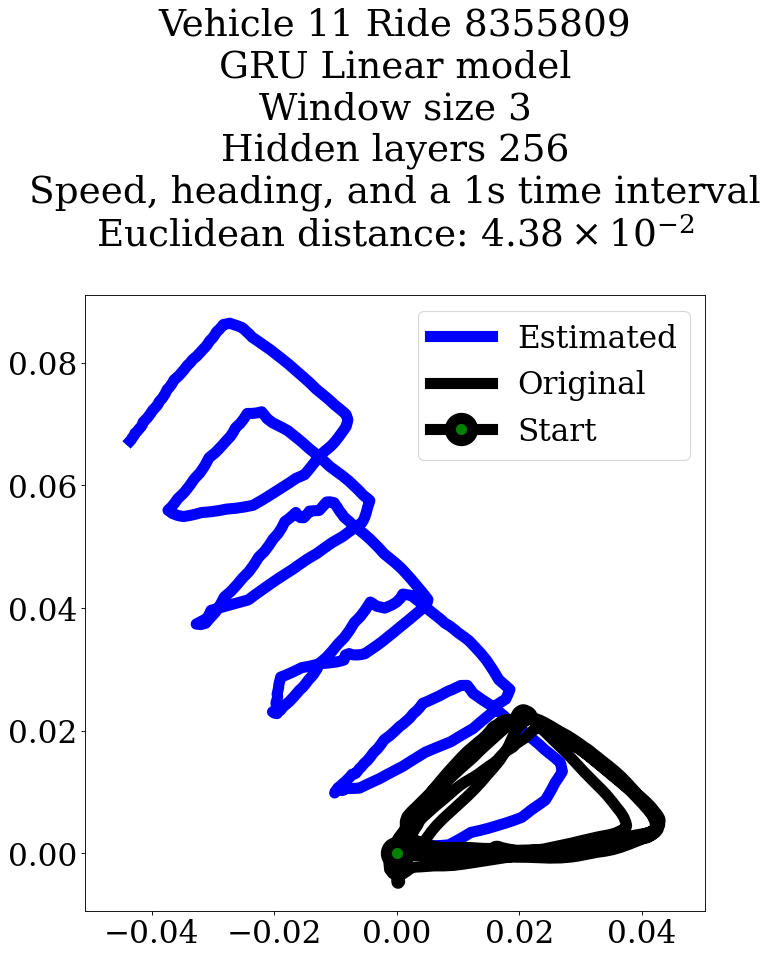 Vehicle 11 Ride 8355809
GRU Linear model
Window size 3
Hidden layers 256
Speed, heading, and a 1s time interval
Euclidean distance: 4.38 × 10⁻²
Estimated
Original
Start
0.08
0.06
0.04
0.02
0.00
−0.04 −0.02 0.00 0.02 0.04